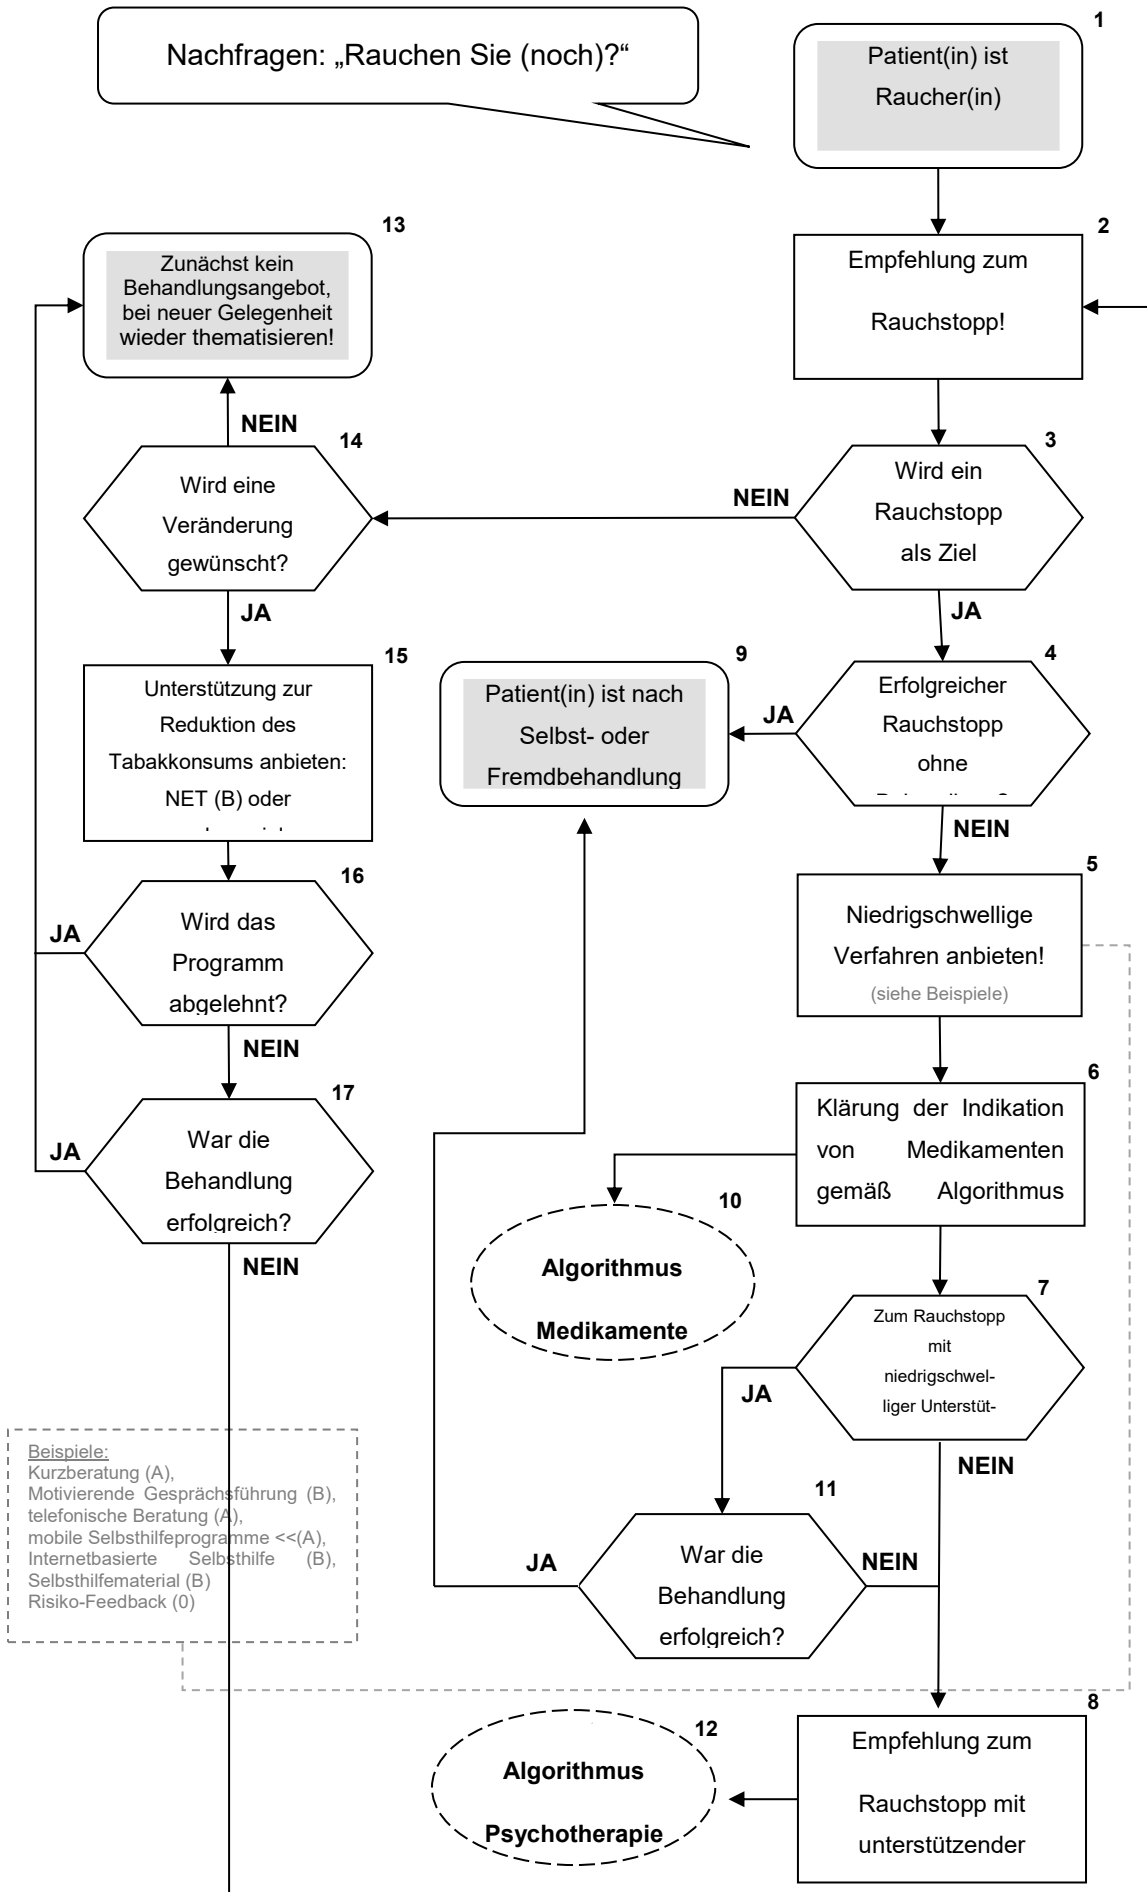 Nachfragen: „Rauchen Sie (noch)?“
1
Patient(in) ist
Raucher(in)
2
Empfehlung zum
Rauchstopp!
3
Wird ein
Rauchstopp
als Ziel
NEIN
JA
4
Erfolgreicher
Rauchstopp
ohne
JA
NEIN
5
Niedrigschwellige
Verfahren anbieten!
(siehe Beispiele)
6
Klärung der Indikation
von Medikamenten
gemäß Algorithmus
7
Zum Rauchstopp
mit
niedrigschwel-
liger Unterstüt-
JA
NEIN
8
Empfehlung zum
Rauchstopp mit
unterstützender
9
Patient(in) ist nach
Selbst- oder
Fremdbehandlung
10
Algorithmus
Medikamente
11
War die
Behandlung
erfolgreich?
JA
NEIN
12
Algorithmus
Psychotherapie
13
Zunächst kein
Behandlungsangebot,
bei neuer Gelegenheit
wieder thematisieren!
NEIN
14
Wird eine
Veränderung
gewünscht?
JA
15
Unterstützung zur
Reduktion des
Tabakkonsums anbieten:
NET (B) oder
16
Wird das
Programm
abgelehnt?
JA
NEIN
17
War die
Behandlung
erfolgreich?
JA
NEIN
Beispiele:
Kurzberatung (A),
Motivierende Gesprächsführung (B),
telefonische Beratung (A),
mobile Selbsthilfeprogramme <<(A),
Internetbasierte Selbsthilfe (B),
Selbsthilfematerial (B)
Risiko-Feedback (0)